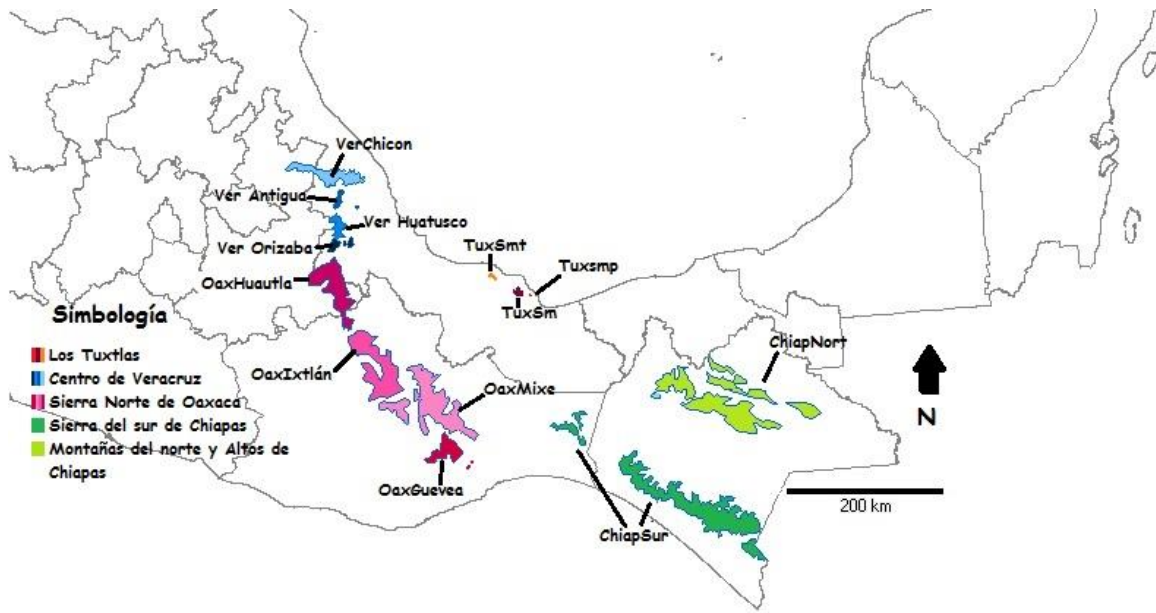 VerChicon
Ver Antigua
Ver Huatusco
Ver Orizaba
TuxSmt
Tuxsmp
OaxHuautla
TuxSm
Simbología
Los Tuxtlas
Centro de Veracruz
Sierra Norte de Oaxaca
Sierra del sur de Chiapas
Montañas del norte y Altos de
Chiapas
OaxIxtlán
OaxMixe
OaxGuevea
ChiapNort
ChiapSur
N
200 km